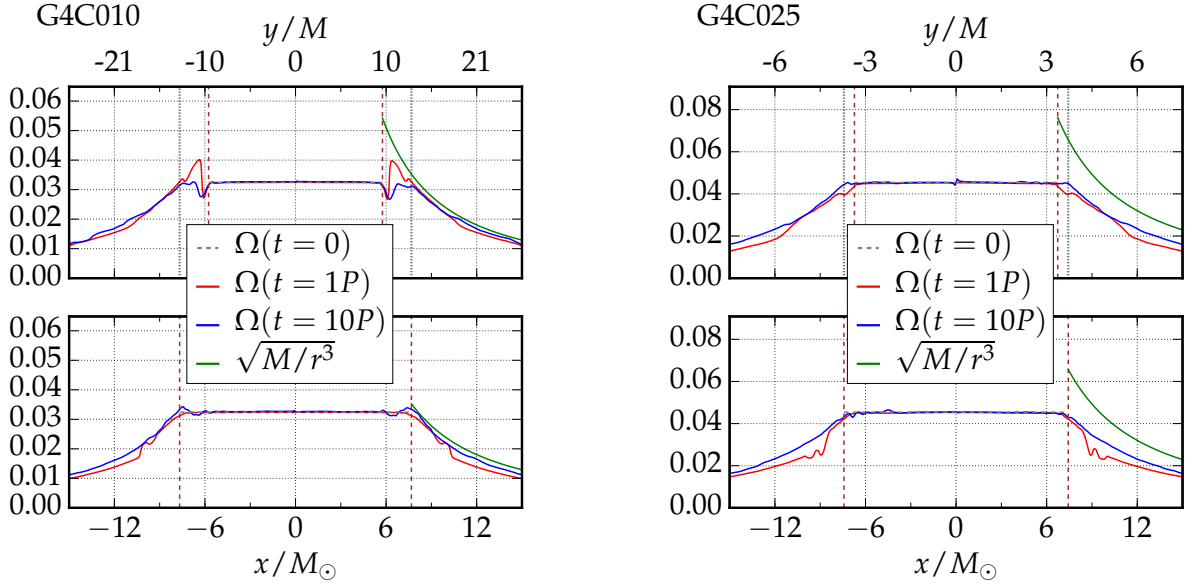 G4C010
y/M
-21 -10 0 10 21
0.06
0.05
0.04
0.03
0.02
0.01
0.00
Ω(t = 0)
Ω(t = 1P)
Ω(t = 10P)
√M/r³
0.06
0.05
0.04
0.03
0.02
0.01
0.00
−12 −6 0 6 12
x/M⊙
G4C025
y/M
-6 -3 0 3 6
0.08
0.06
0.04
0.02
0.00
Ω(t = 0)
Ω(t = 1P)
Ω(t = 10P)
√M/r³
0.08
0.06
0.04
0.02
0.00
−12 −6 0 6 12
x/M⊙